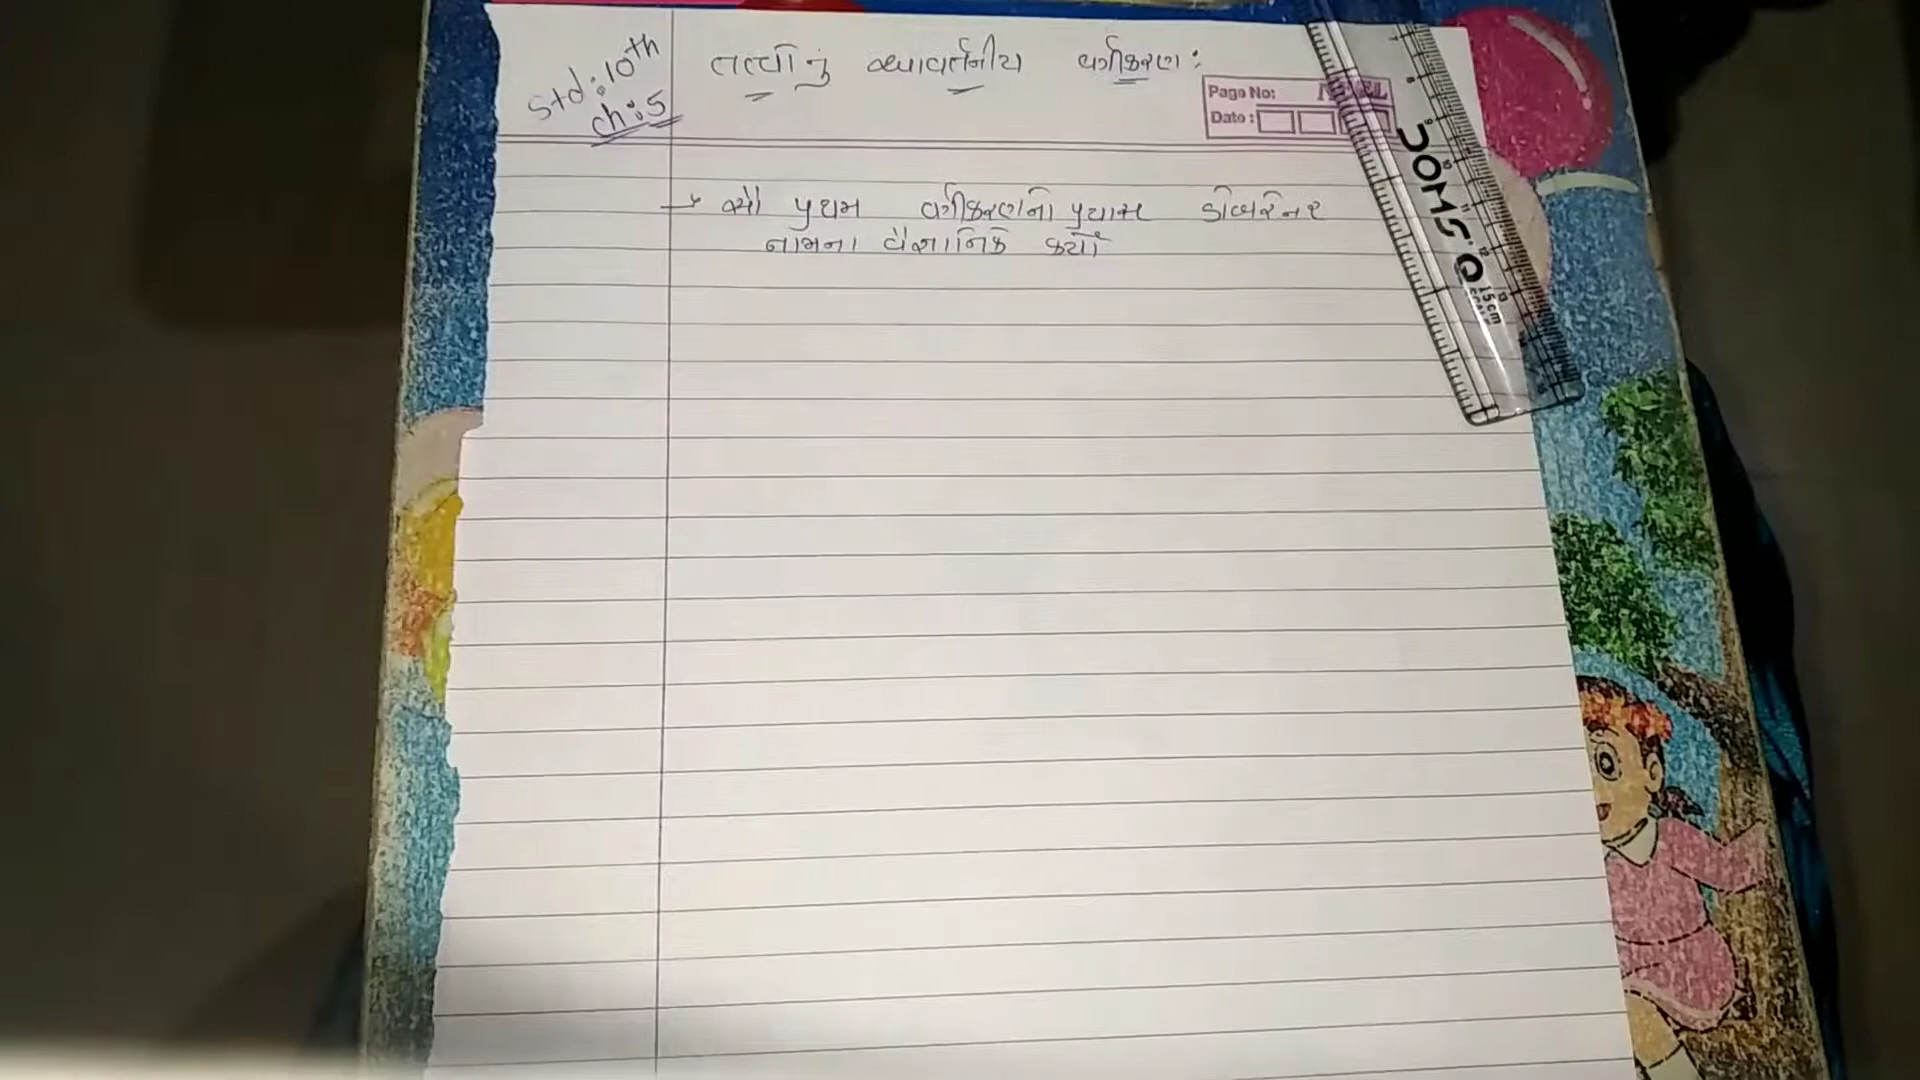 Std: 10th
ch: 5
તત્વોનું આવર્તનીય વર્ગીકરણ :
Page No:
Date :
→ સૌ પ્રથમ વર્ગીકરણનો પ્રયાસ ડોબરેનર
નામના વૈજ્ઞાનિકે કર્યો
DOMS
15cm